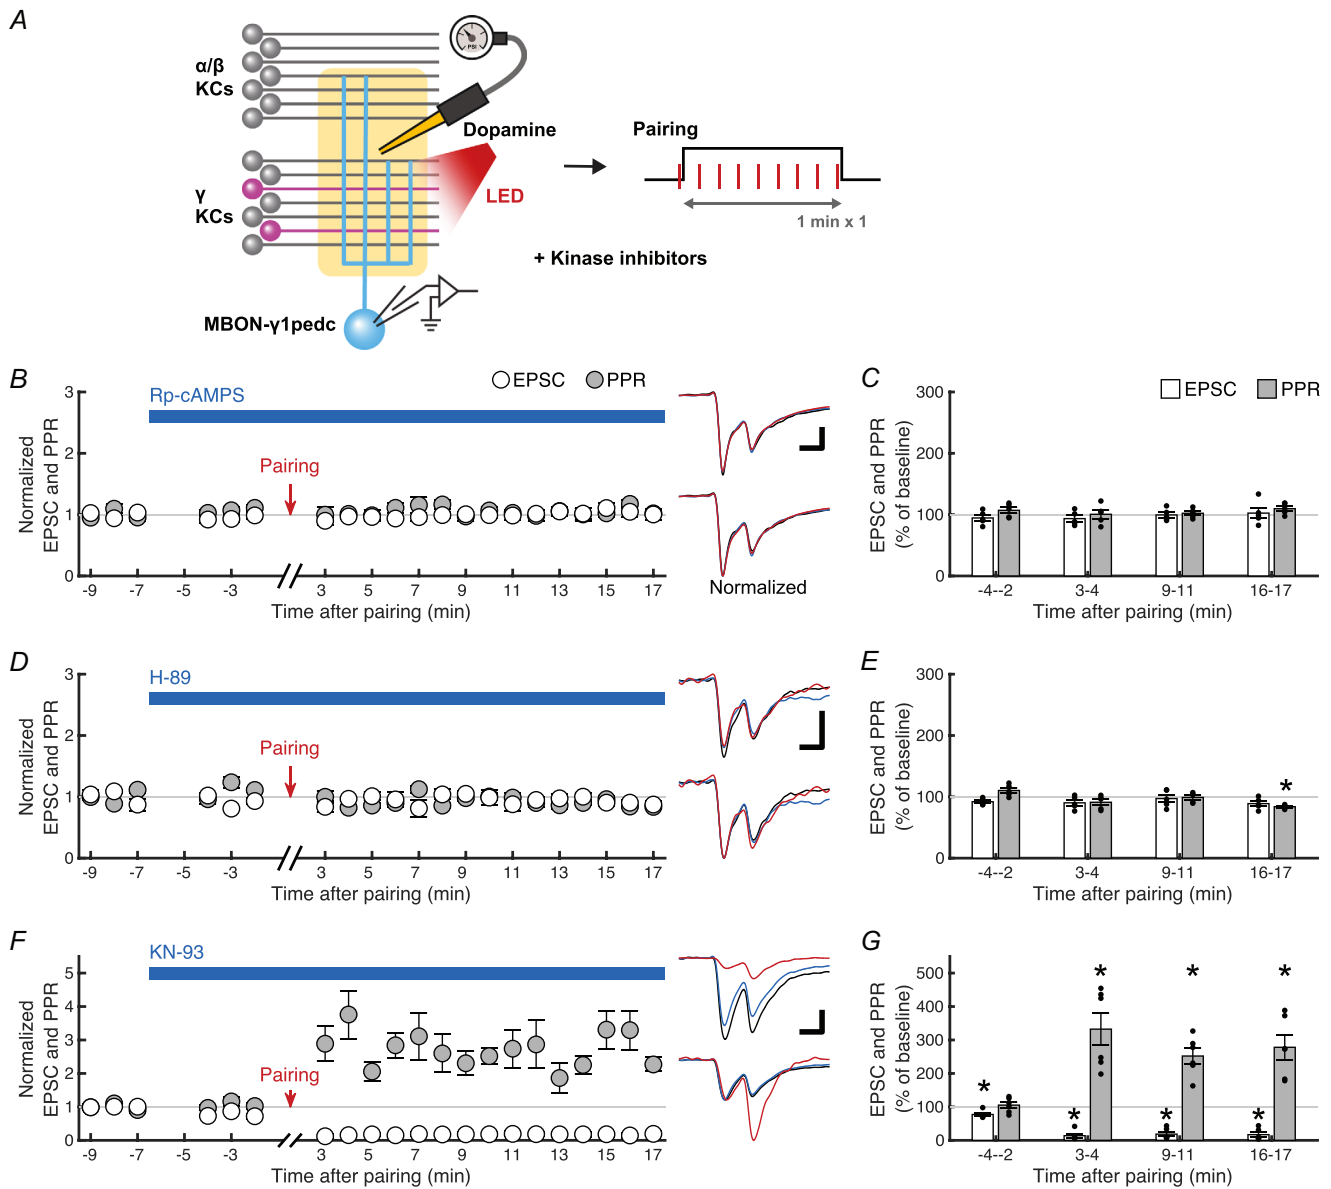 A
α/β
KCs
γ
KCs
PSI
Dopamine
LED
MBON-γ1pedc
Pairing
1 min x 1
+ Kinase inhibitors
B
EPSC PPR
Rp-cAMPS
Pairing
Normalized
EPSC and PPR
3
2
1
0
-9 -7 -5 -3 3 5 7 9 11 13 15 17
Time after pairing (min)
Normalized
C
EPSC PPR
EPSC and PPR
(% of baseline)
300
200
100
0
-4--2 3-4 9-11 16-17
Time after pairing (min)
D
H-89
Pairing
Normalized
EPSC and PPR
3
2
1
0
-9 -7 -5 -3 3 5 7 9 11 13 15 17
Time after pairing (min)
E
EPSC and PPR
(% of baseline)
300
200
100
0
*
-4--2 3-4 9-11 16-17
Time after pairing (min)
F
KN-93
Pairing
Normalized
EPSC and PPR
5
4
3
2
1
0
-9 -7 -5 -3 3 5 7 9 11 13 15 17
Time after pairing (min)
G
EPSC and PPR
(% of baseline)
500
400
300
200
100
0
* * * *
* * *
-4--2 3-4 9-11 16-17
Time after pairing (min)